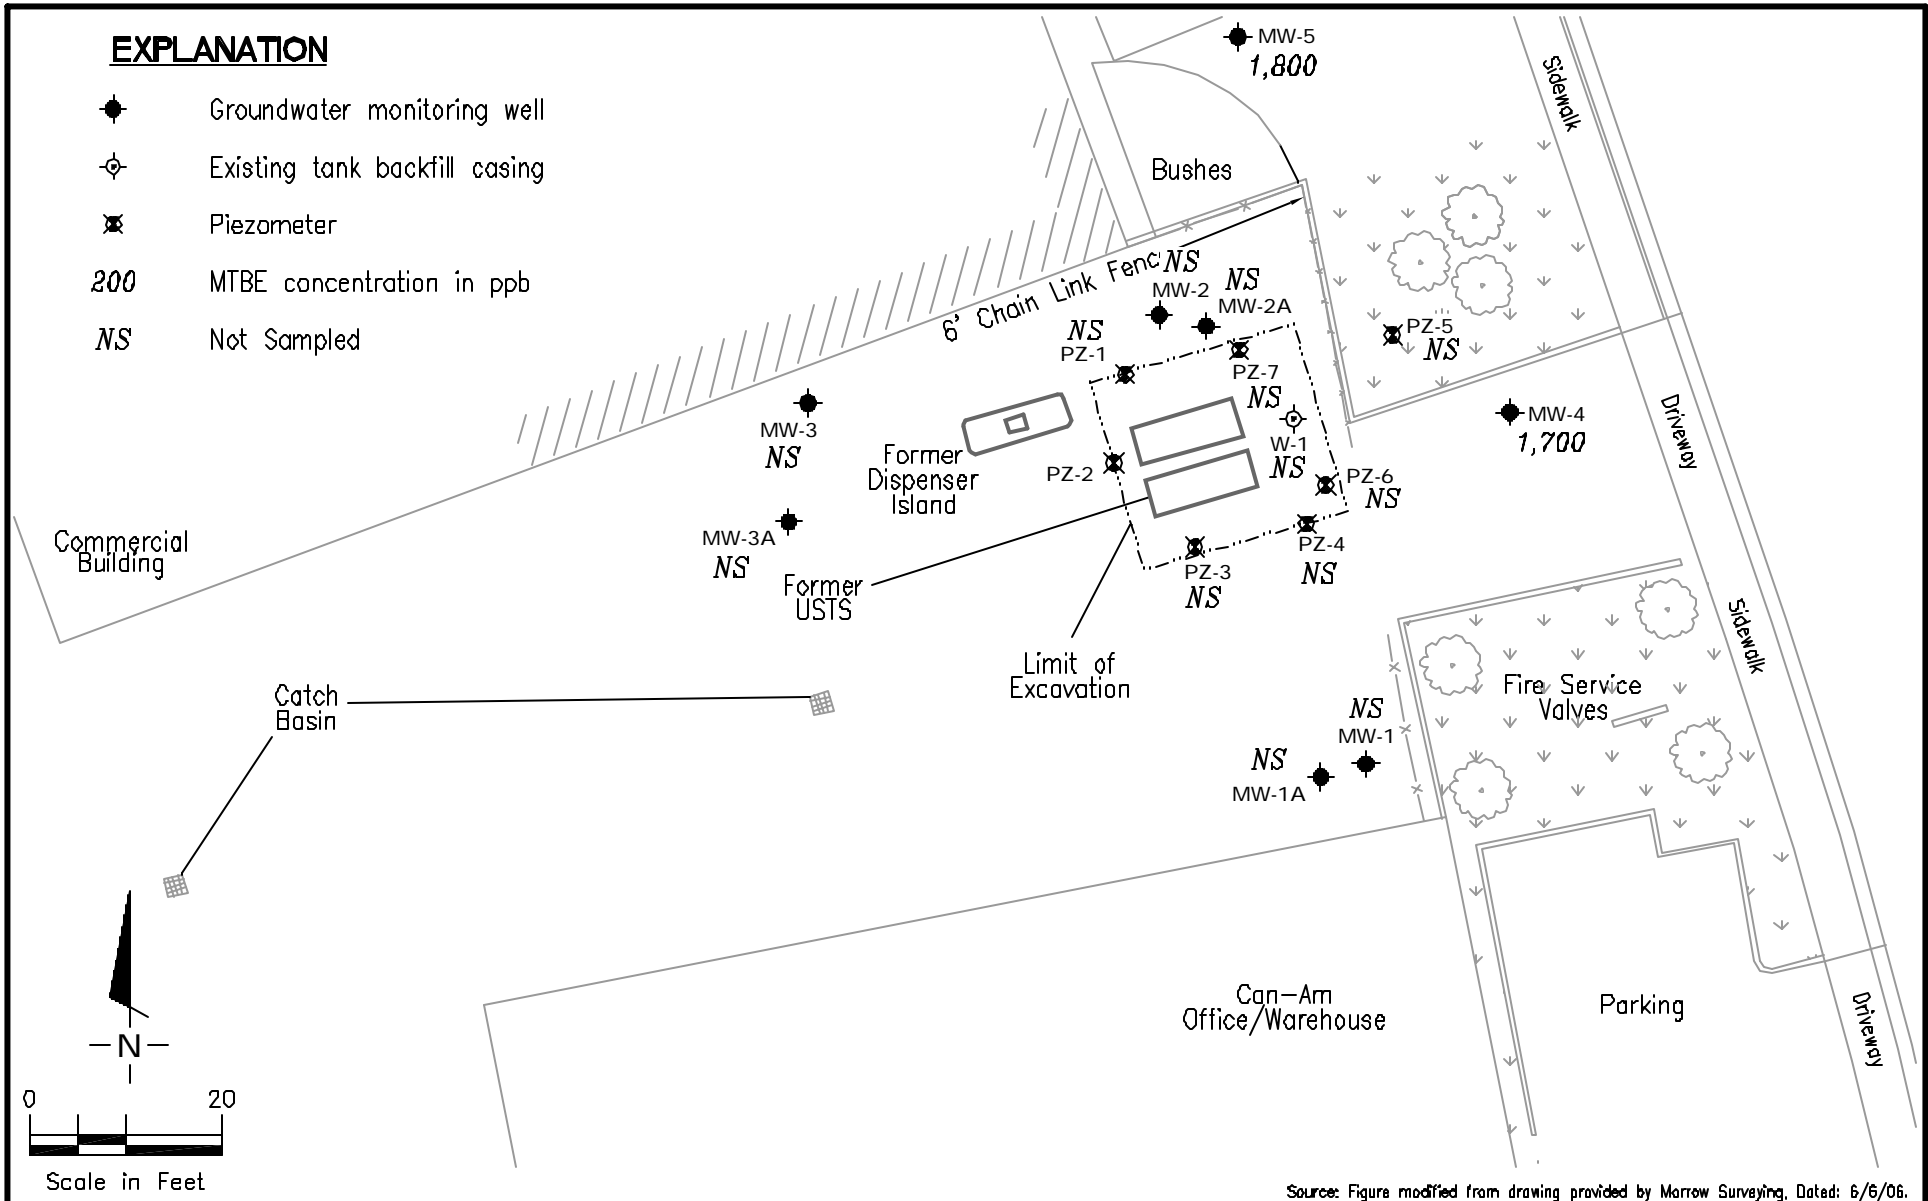 EXPLANATION
Groundwater monitoring well
Existing tank backfill casing
Piezometer
200 MTBE concentration in ppb
NS Not Sampled
MW-5
1,800
Sidewalk
Bushes
6' Chain Link Fenc
NS
MW-2
NS
MW-2A
NS
PZ-1
PZ-7
NS
PZ-5
NS
MW-3
NS
MW-4
1,700
Driveway
Former
Dispenser
Island
PZ-2
W-1
NS
PZ-6
NS
MW-3A
NS
PZ-4
NS
PZ-3
NS
Commercial
Building
Former
USTS
Limit of
Excavation
Sidewalk
Fire Service
Valves
Catch
Basin
NS
MW-1
NS
MW-1A
Can-Am
Office/Warehouse
Parking
Driveway
N
0 20
Scale in Feet
Source: Figure modified from drawing provided by Morrow Surveying, Dated: 6/6/06.